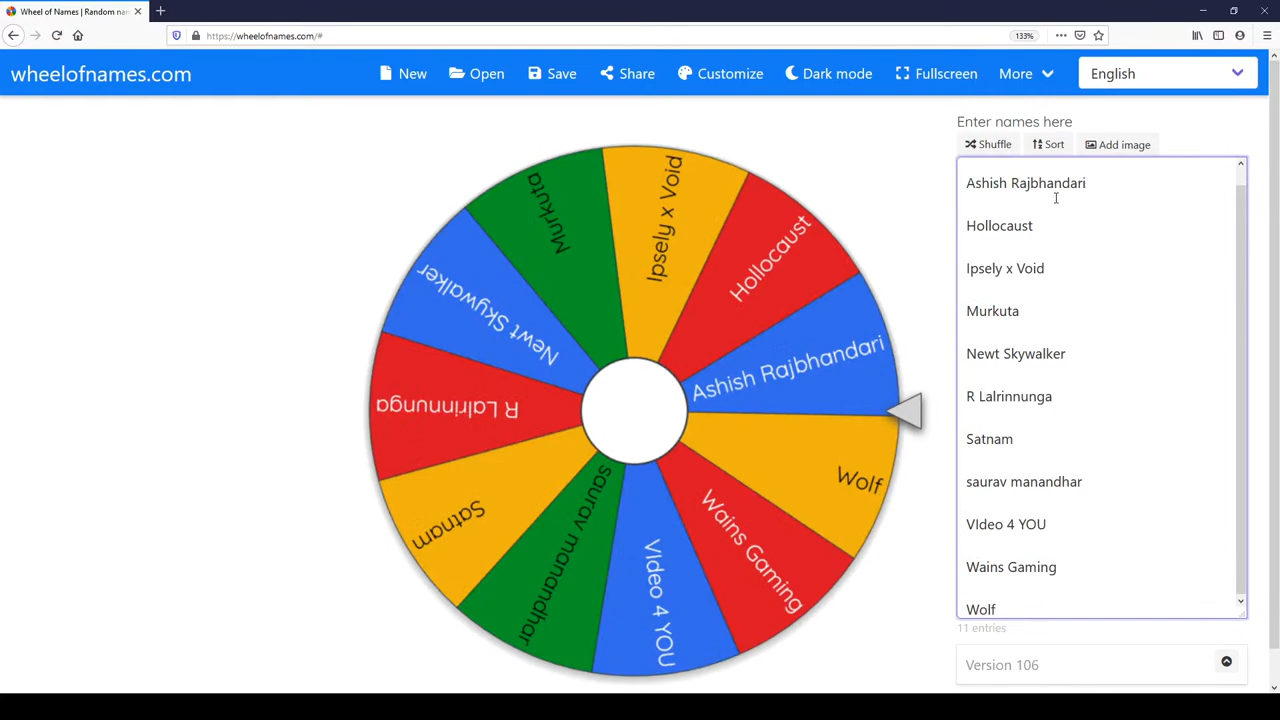 Wheel of Names | Random nam
https://wheelofnames.com/#
133%
wheelofnames.com
New
Open
Save
Share
Customize
Dark mode
Fullscreen
More
English
Enter names here
Shuffle
Sort
Add image
Ashish Rajbhandari
Hollocaust
Ipsely x Void
Murkuta
Newt Skywalker
R Lalrinnunga
Satnam
saurav manandhar
VIdeo 4 YOU
Wains Gaming
Wolf
11 entries
Version 106
Murkuta
Ipsely x Void
Hollocaust
Ashish Rajbhandari
Wolf
Wains Gaming
VIdeo 4 YOU
saurav manandhar
Satnam
R Lalrinnunga
Newt Skywalker